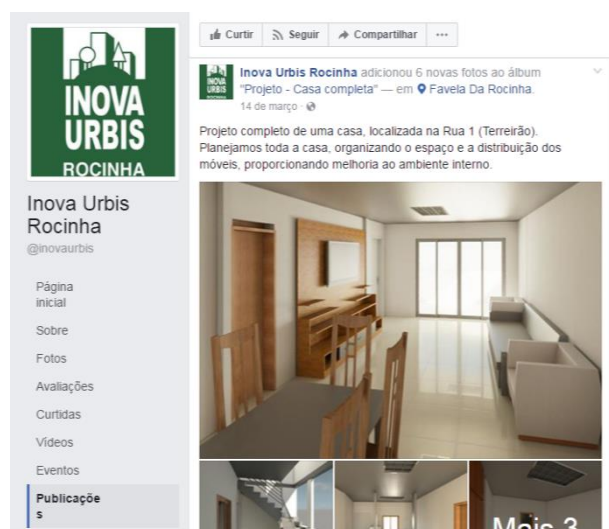 INOVA
URBIS
ROCINHA
Inova Urbis
Rocinha
@inovaurbis
Página
inicial
Sobre
Fotos
Avaliações
Curtidas
Vídeos
Eventos
Publicaçõe
s
Curtir Seguir Compartilhar ...
INOVA
URBIS
Inova Urbis Rocinha adicionou 6 novas fotos ao álbum
"Projeto - Casa completa" — em Favela Da Rocinha.
14 de março ·
Projeto completo de uma casa, localizada na Rua 1 (Terreirão).
Planejamos toda a casa, organizando o espaço e a distribuição dos
móveis, proporcionando melhoria ao ambiente interno.
Mais 3